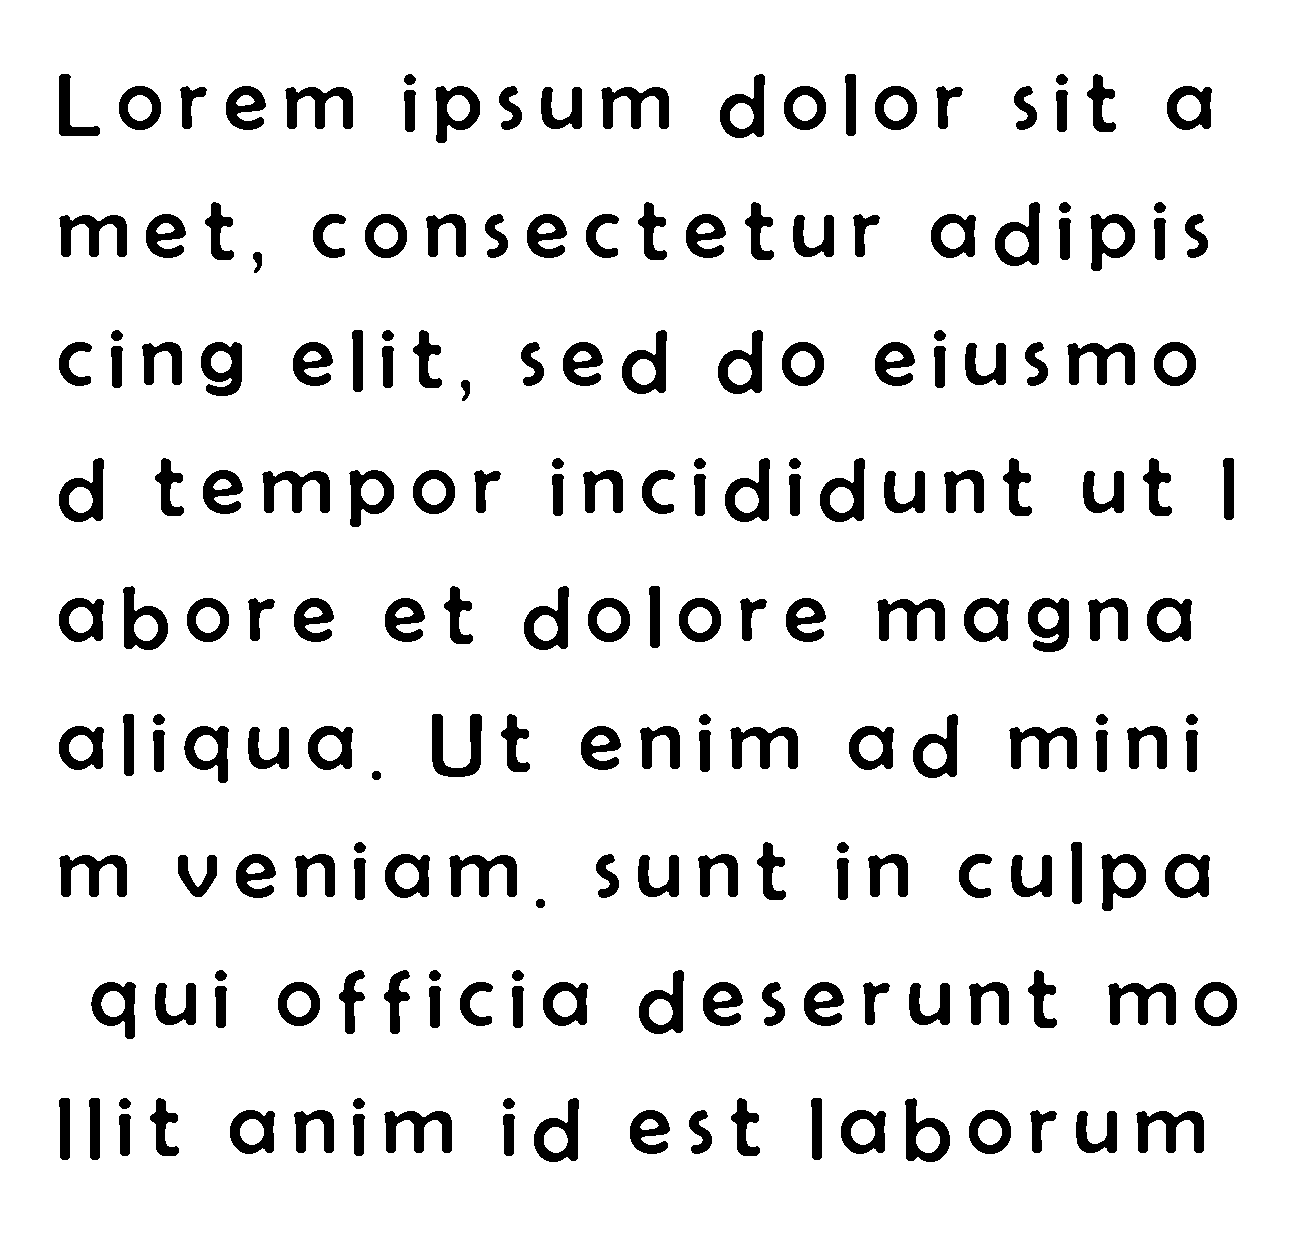 Lorem ipsum dolor sit a
met, consectetur adipis
cing elit, sed do eiusmo
d tempor incididunt ut l
abore et dolore magna
aliqua. Ut enim ad mini
m veniam. sunt in culpa
qui officia deserunt mo
llit anim id est laborum